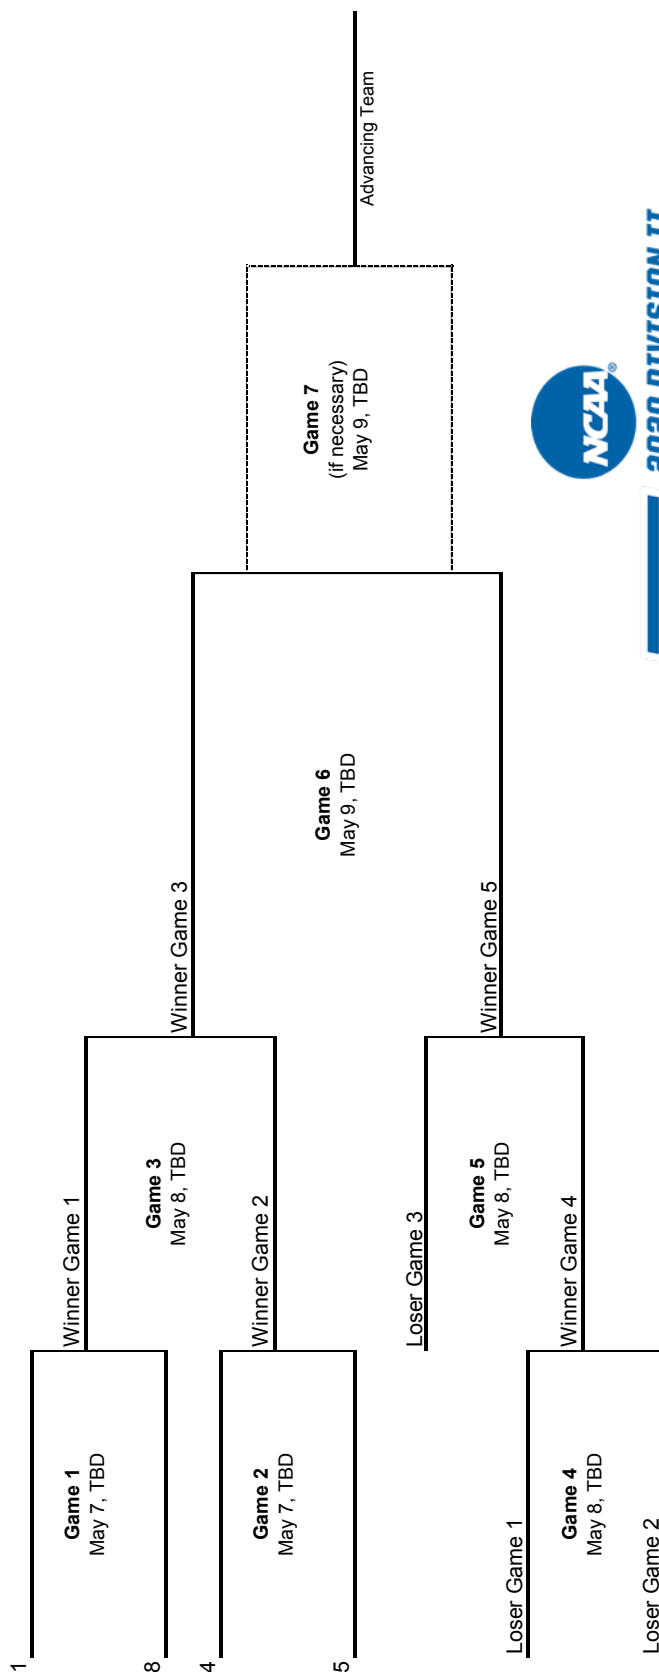 1
8
4
5
Game 1
May 7, TBD
Game 2
May 7, TBD
Loser Game 1
Game 4
May 8, TBD
Loser Game 2
Winner Game 1
Game 3
May 8, TBD
Winner Game 2
Loser Game 3
Game 5
May 8, TBD
Winner Game 4
Winner Game 3
Game 6
May 9, TBD
Winner Game 5
Game 7
(if necessary)
May 9, TBD
Advancing Team
NCAA®
2020 DIVISION II